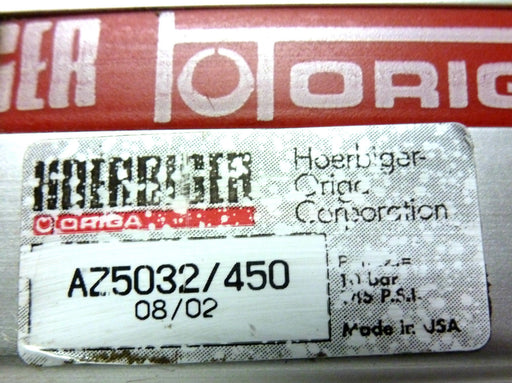 GER ORIG
HOERBIGER
ORIGA
Hoerbiger-
Origa
Corporation
AZ5032/450
08/02
10 bar
P.S.I.
Made in USA